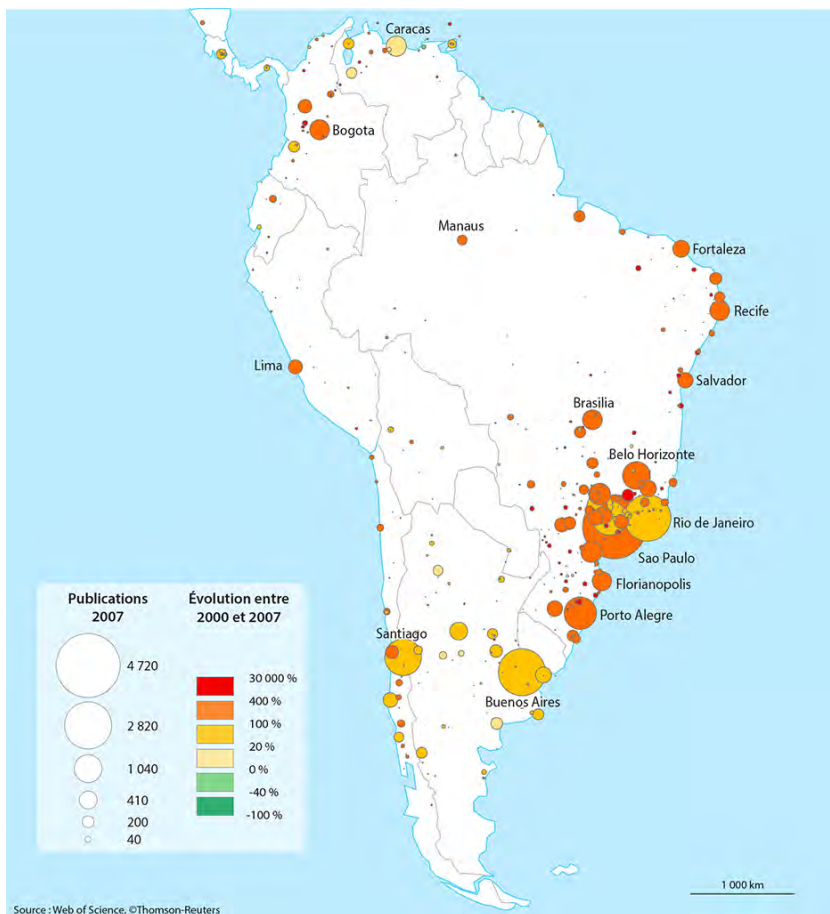 Caracas
Bogota
Manaus
Fortaleza
Recife
Lima
Salvador
Brasilia
Belo Horizonte
Rio de Janeiro
Sao Paulo
Florianopolis
Porto Alegre
Santiago
Buenos Aires
Publications
2007
4 720
2 820
1 040
410
200
40
Évolution entre
2000 et 2007
30 000 %
400 %
100 %
20 %
0 %
-40 %
-100 %
1 000 km
Source : Web of Science, ©Thomson-Reuters